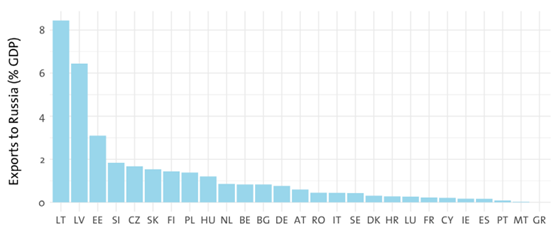 Exports to Russia (% GDP)
8
6
4
2
0
LT LV EE SI CZ SK FI PL HU NL BE BG DE AT RO IT SE DK HR LU FR CY IE ES PT MT GR